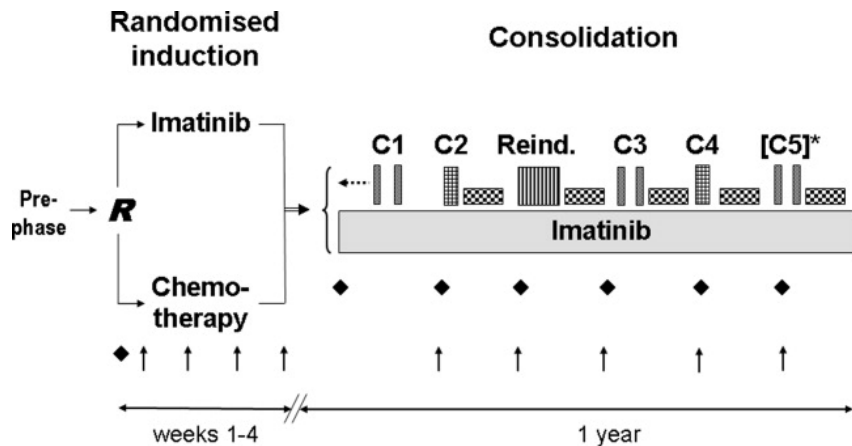 Randomised
induction
Consolidation
Imatinib
C1 C2 Reind. C3 C4 [C5]*
Pre-
phase
R
Imatinib
Chemo-
therapy
weeks 1-4
1 year